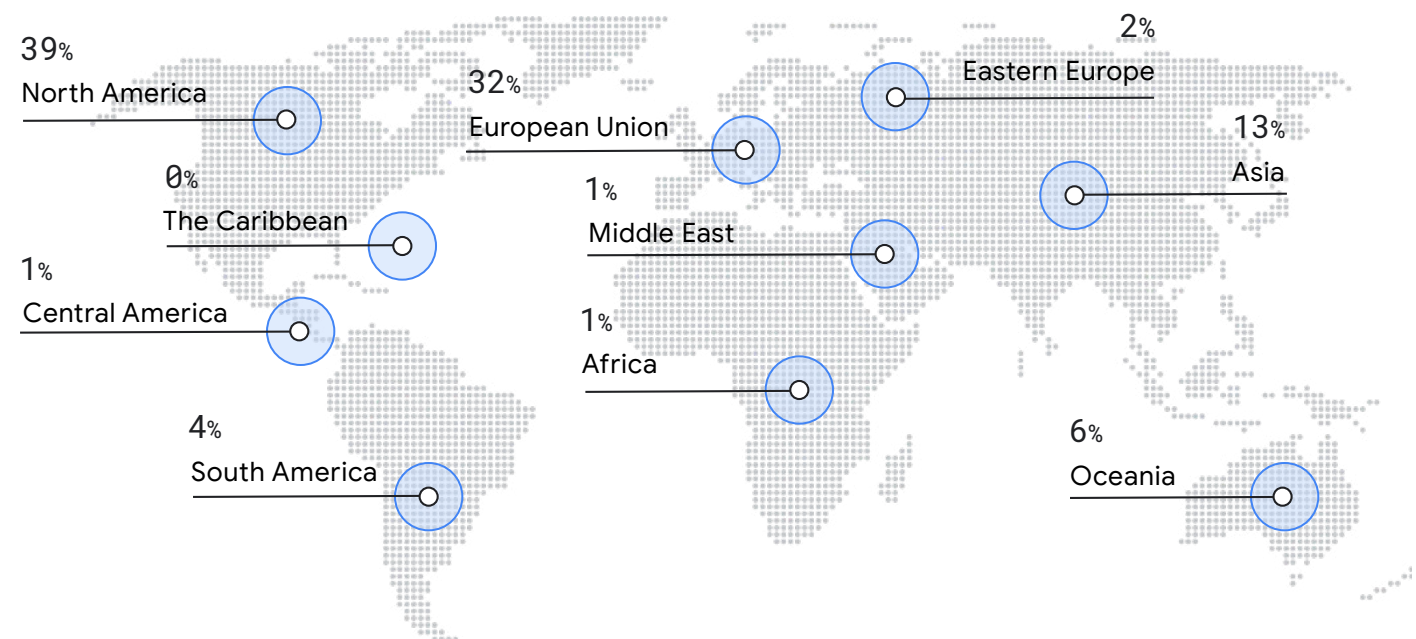 39%
North America
0%
The Caribbean
1%
Central America
4%
South America
32%
European Union
1%
Middle East
1%
Africa
2%
Eastern Europe
13%
Asia
6%
Oceania